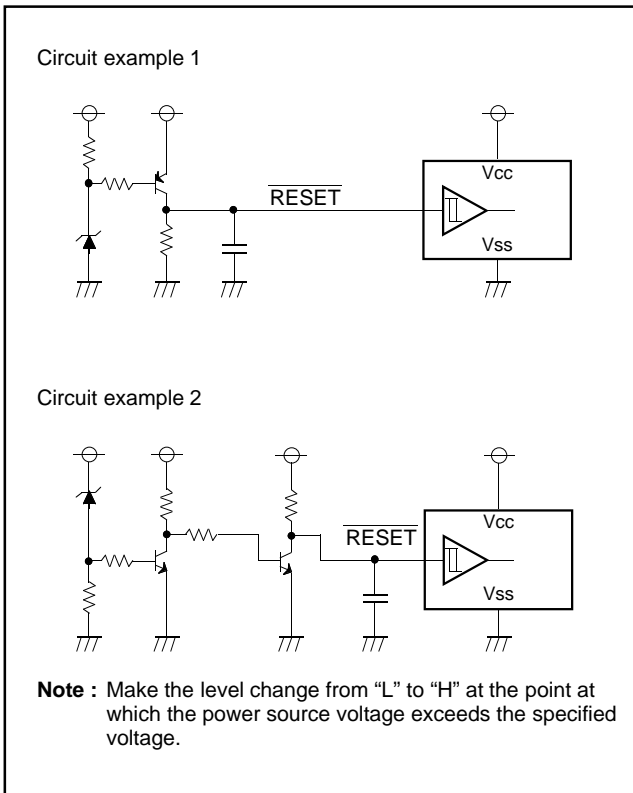 Circuit example 1
RESET
Vcc
Vss
Circuit example 2
RESET
Vcc
Vss
Note : Make the level change from “L” to “H” at the point at
which the power source voltage exceeds the specified
voltage.